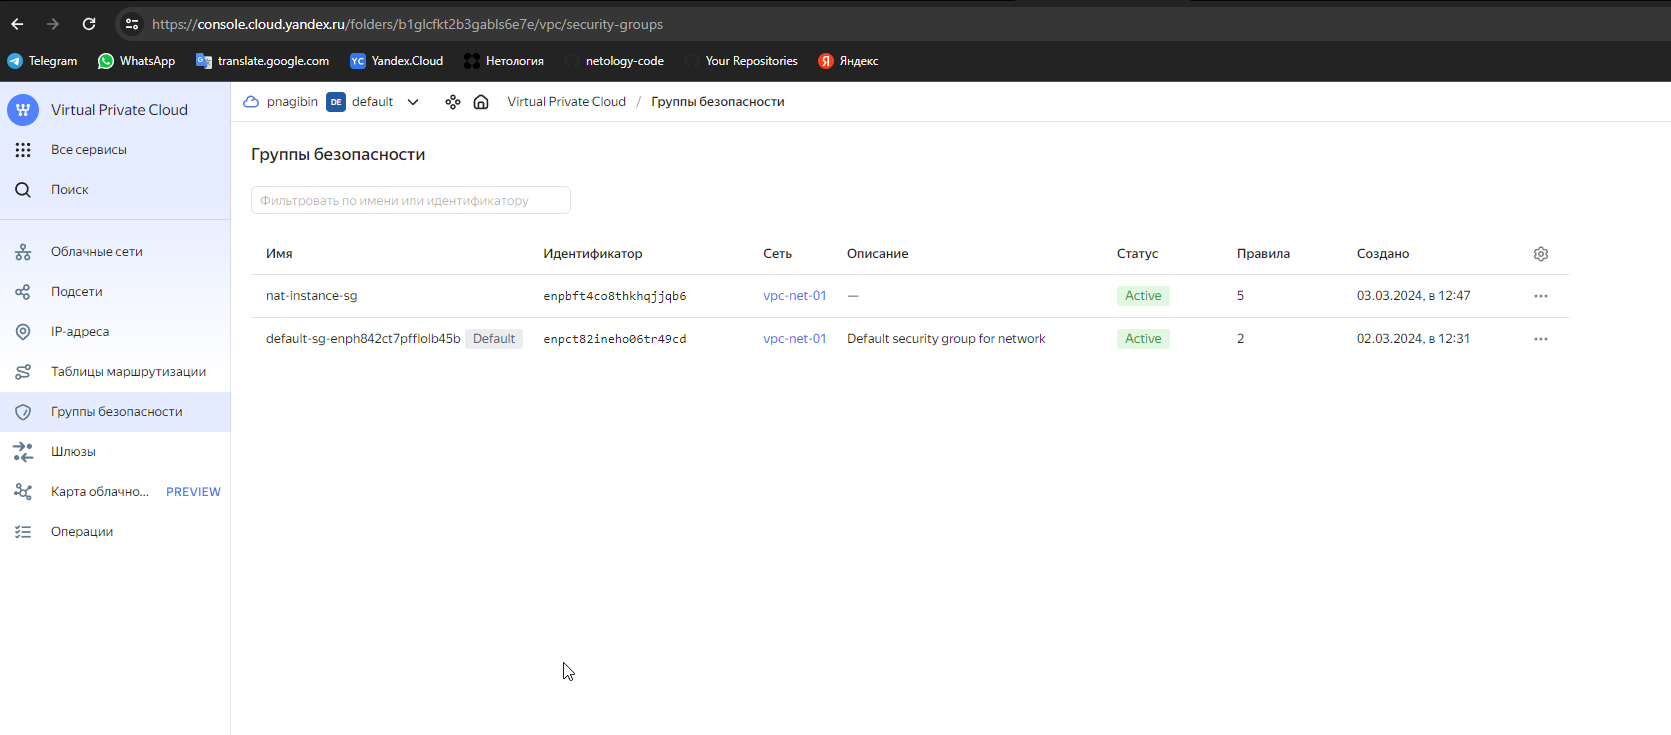 https://console.cloud.yandex.ru/folders/b1glcfkt2b3gabls6e7e/vpc/security-groups
Telegram WhatsApp translate.google.com YC Yandex.Cloud Нетология netology-code Your Repositories Я Яндекс
Virtual Private Cloud
Все сервисы
Поиск
Облачные сети
Подсети
IP-адреса
Таблицы маршрутизации
Группы безопасности
Шлюзы
Карта облачно... PREVIEW
Операции
pnagibin DE default Virtual Private Cloud / Группы безопасности
Группы безопасности
Фильтровать по имени или идентификатору
Имя Идентификатор Сеть Описание Статус Правила Создано
nat-instance-sg enpbft4co8thkhqjjqb6 vpc-net-01 — Active 5 03.03.2024, в 12:47
default-sg-enph842ct7pfflolb45b Default enpct82ineho06tr49cd vpc-net-01 Default security group for network Active 2 02.03.2024, в 12:31